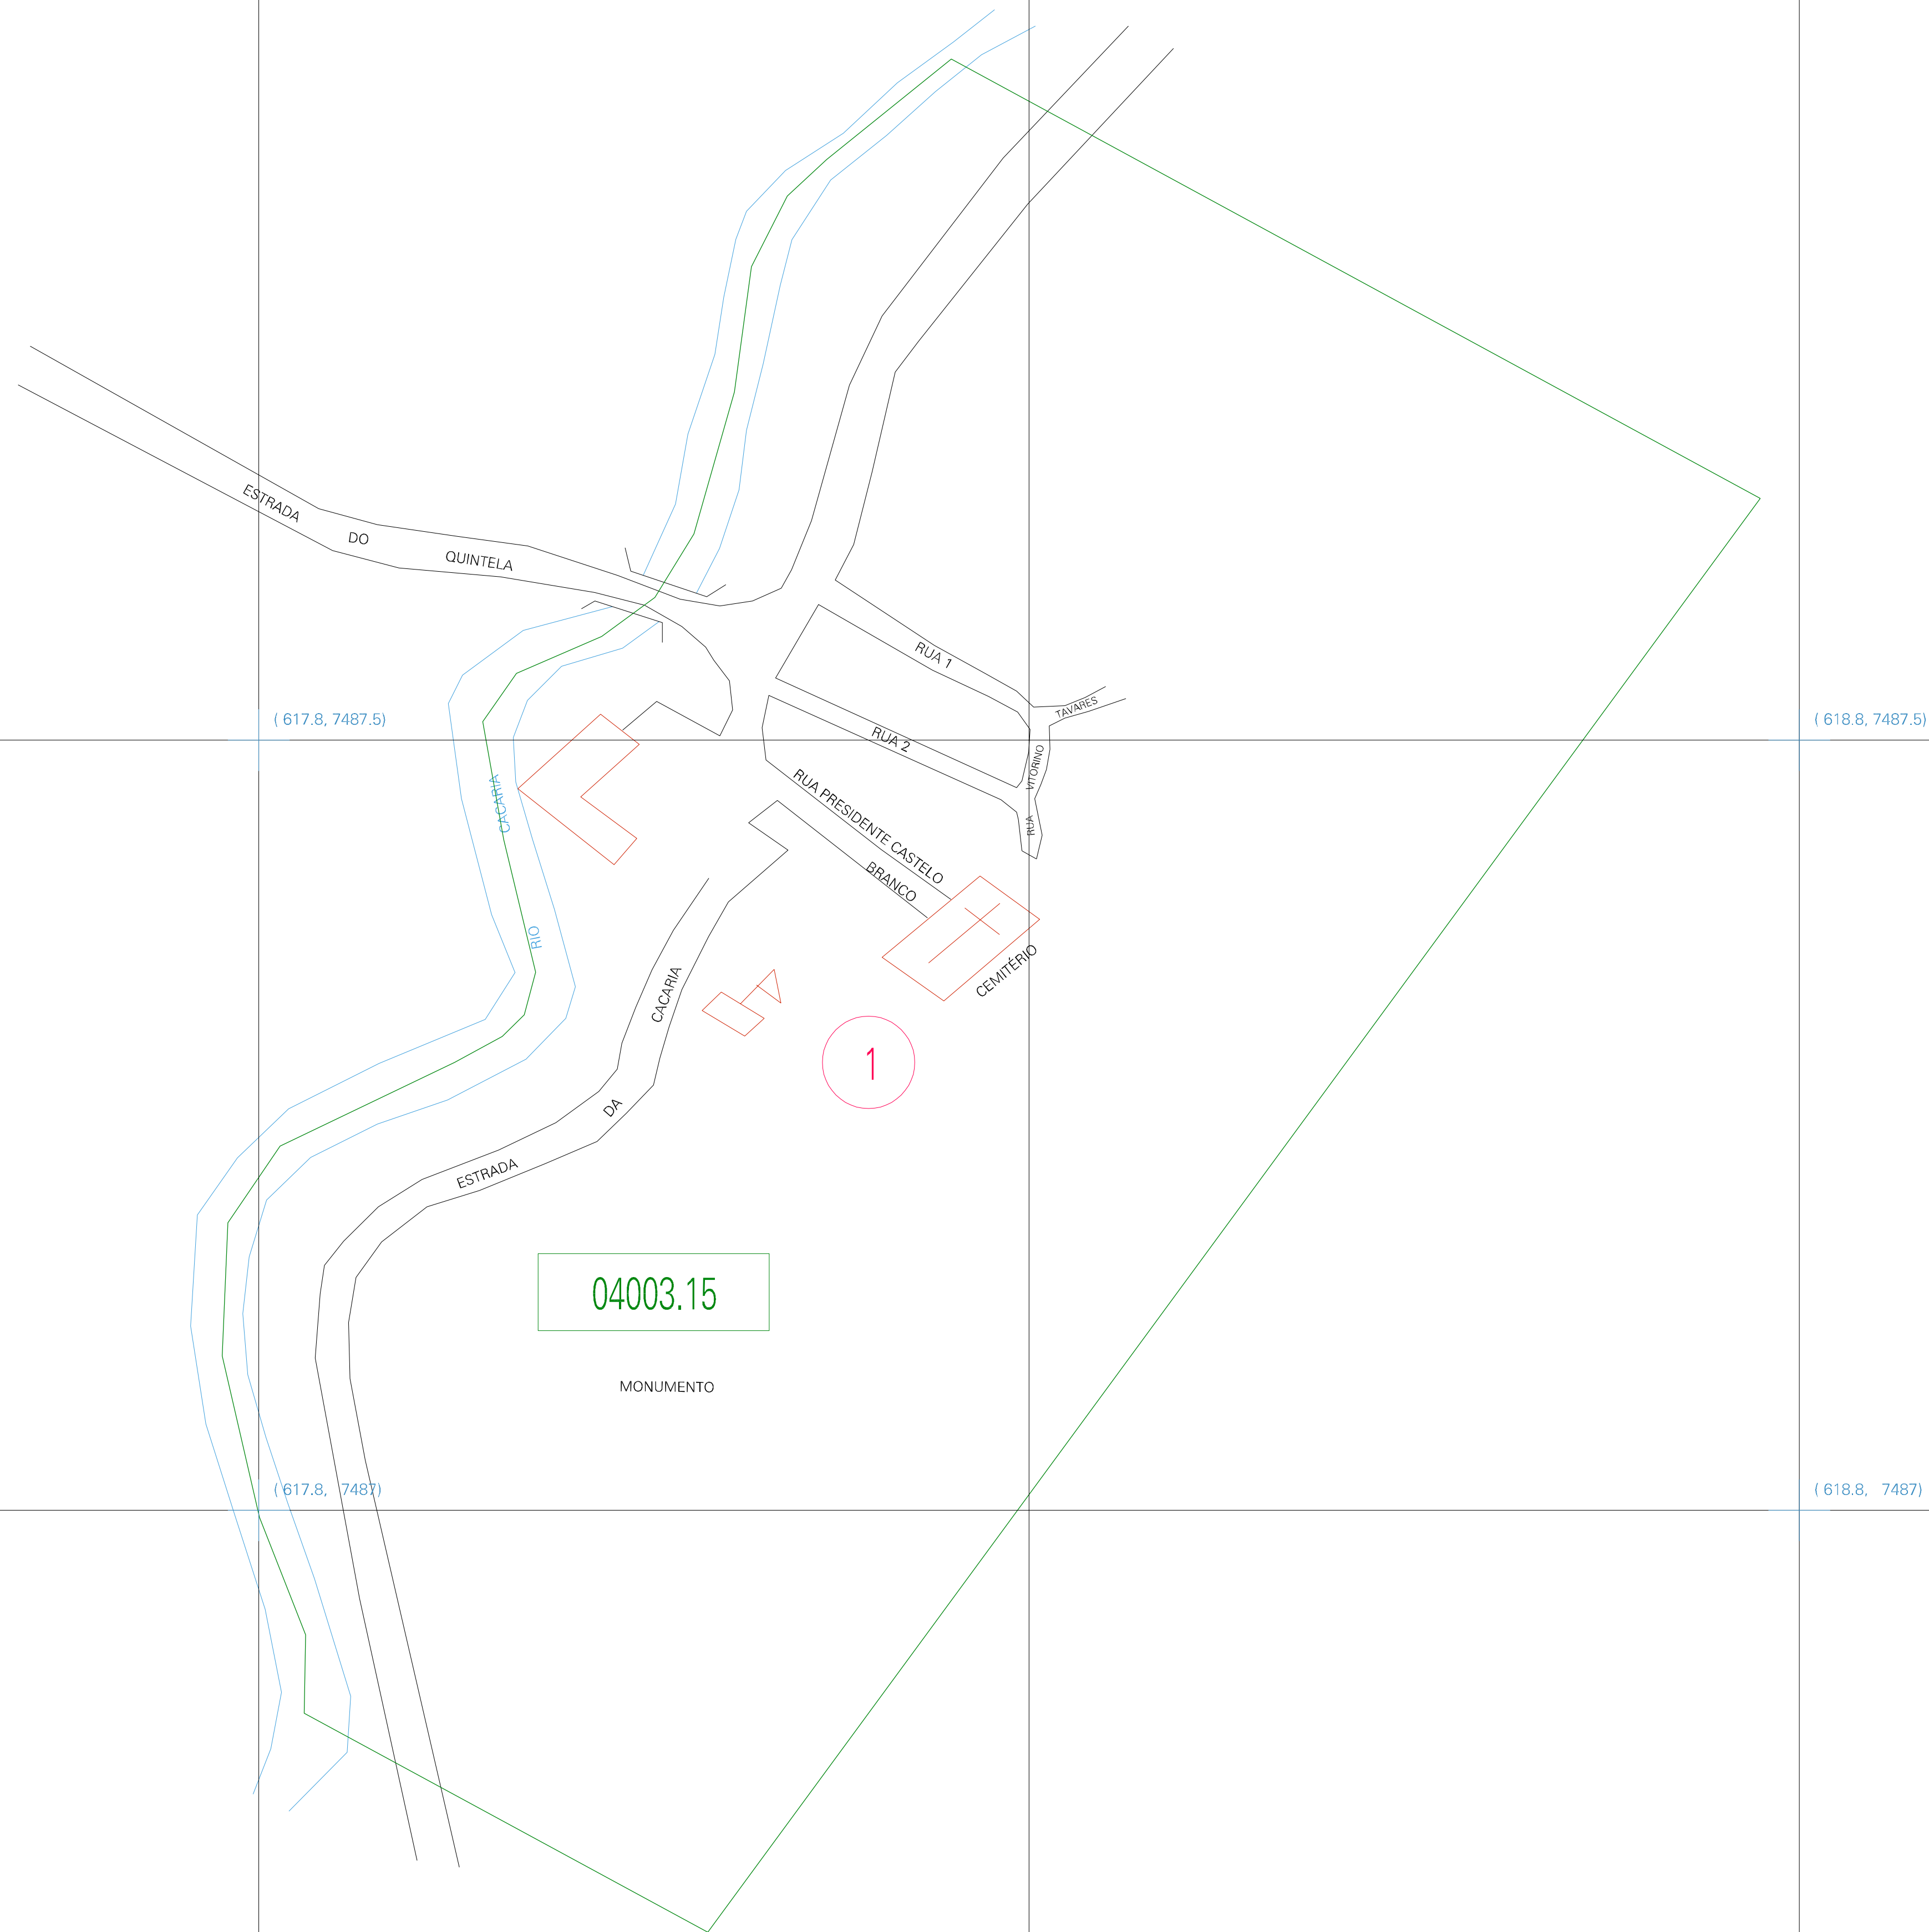 ESTRADA
DO
QUINTELA
RUA 1
TAVARES
( 617.8, 7487.5)
( 618.8, 7487.5)
RUA 2
VITORINO
RUA
CACARIA
RIO
RUA PRESIDENTE CASTELO
BRANCO
CEMITÉRIO
CACARIA
DA
ESTRADA
1
04003.15
MONUMENTO
( 617.8, 7487)
( 618.8, 7487)